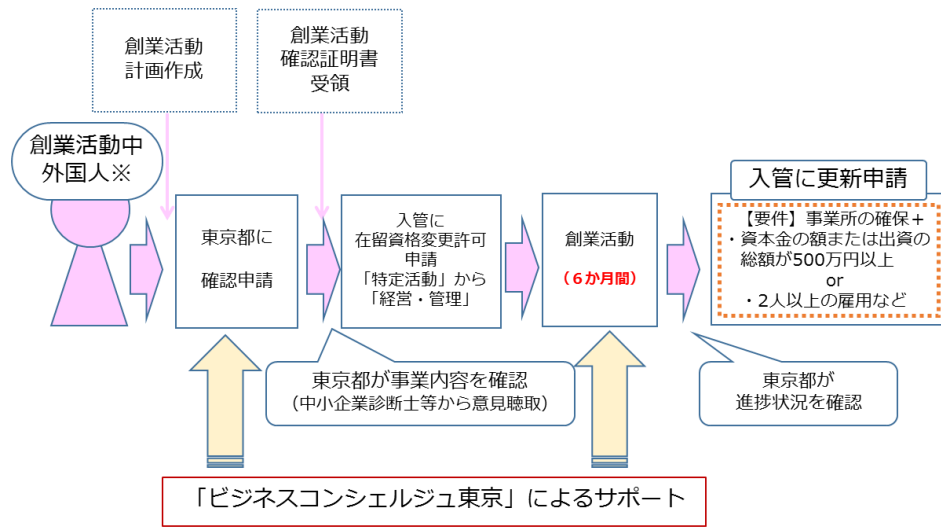 創業活動
計画作成
創業活動
確認証明書
受領
創業活動中
外国人※
東京都に
確認申請
入管に
在留資格変更許可
申請
「特定活動」から
「経営・管理」
創業活動
（６か月間）
入管に更新申請
【要件】事業所の確保＋
・資本金の額または出資の
総額が500万円以上
or
・2人以上の雇用など
東京都が事業内容を確認
（中小企業診断士等から意見聴取）
東京都が
進捗状況を確認
「ビジネスコンシェルジュ東京」によるサポート